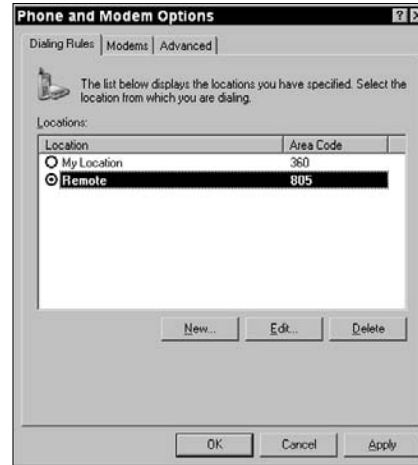 Phone and Modem Options ? X
Dialing Rules Modems Advanced
The list below displays the locations you have specified. Select the
location from which you are dialing.
Locations:
Location Area Code
My Location 360
Remote 805
New... Edit... Delete
OK Cancel Apply